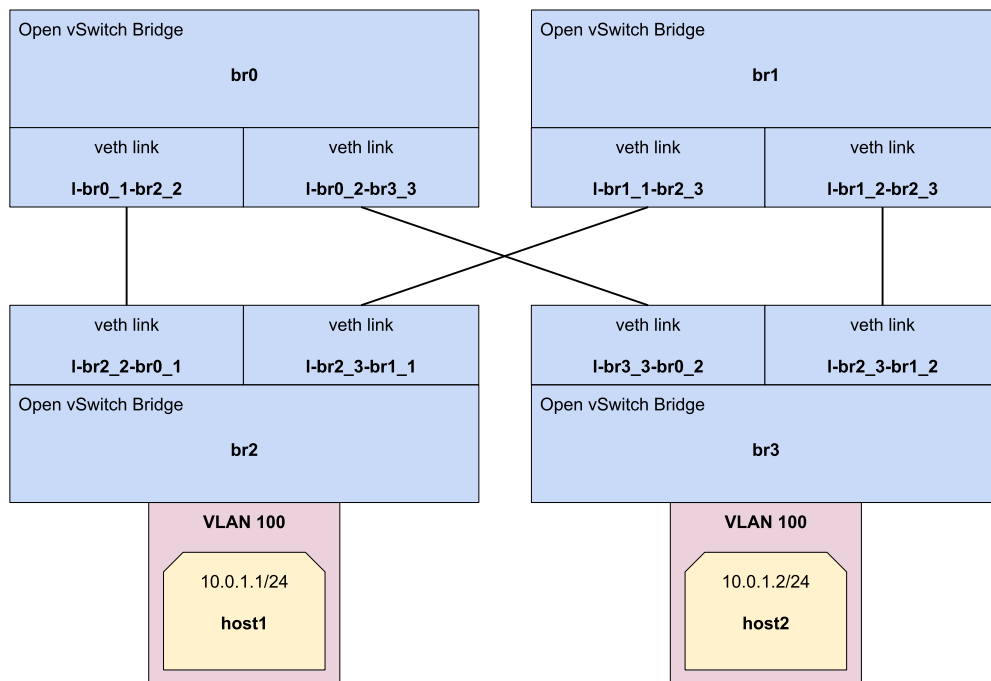 Open vSwitch Bridge
br0
veth link
l-br0_1-br2_2
veth link
l-br0_2-br3_3
Open vSwitch Bridge
br1
veth link
l-br1_1-br2_3
veth link
l-br1_2-br2_3
veth link
l-br2_2-br0_1
veth link
l-br2_3-br1_1
Open vSwitch Bridge
br2
veth link
l-br3_3-br0_2
veth link
l-br2_3-br1_2
Open vSwitch Bridge
br3
VLAN 100
10.0.1.1/24
host1
VLAN 100
10.0.1.2/24
host2